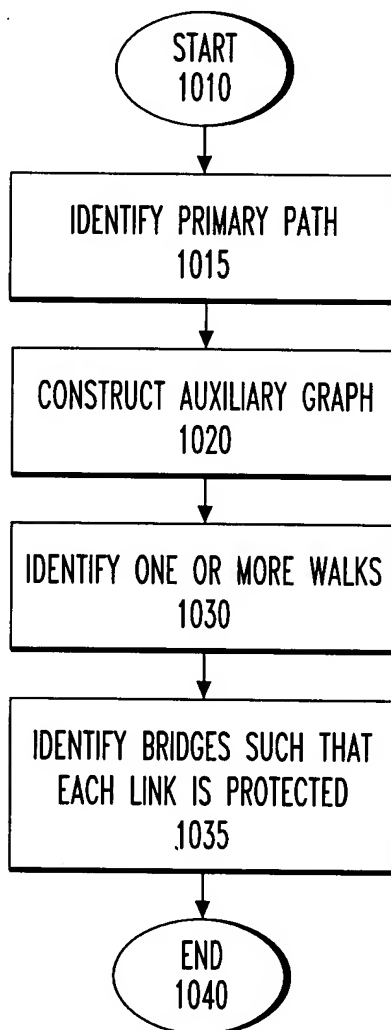 START
1010
IDENTIFY PRIMARY PATH
1015
CONSTRUCT AUXILIARY GRAPH
1020
IDENTIFY ONE OR MORE WALKS
1030
IDENTIFY BRIDGES SUCH THAT
EACH LINK IS PROTECTED
1035
END
1040